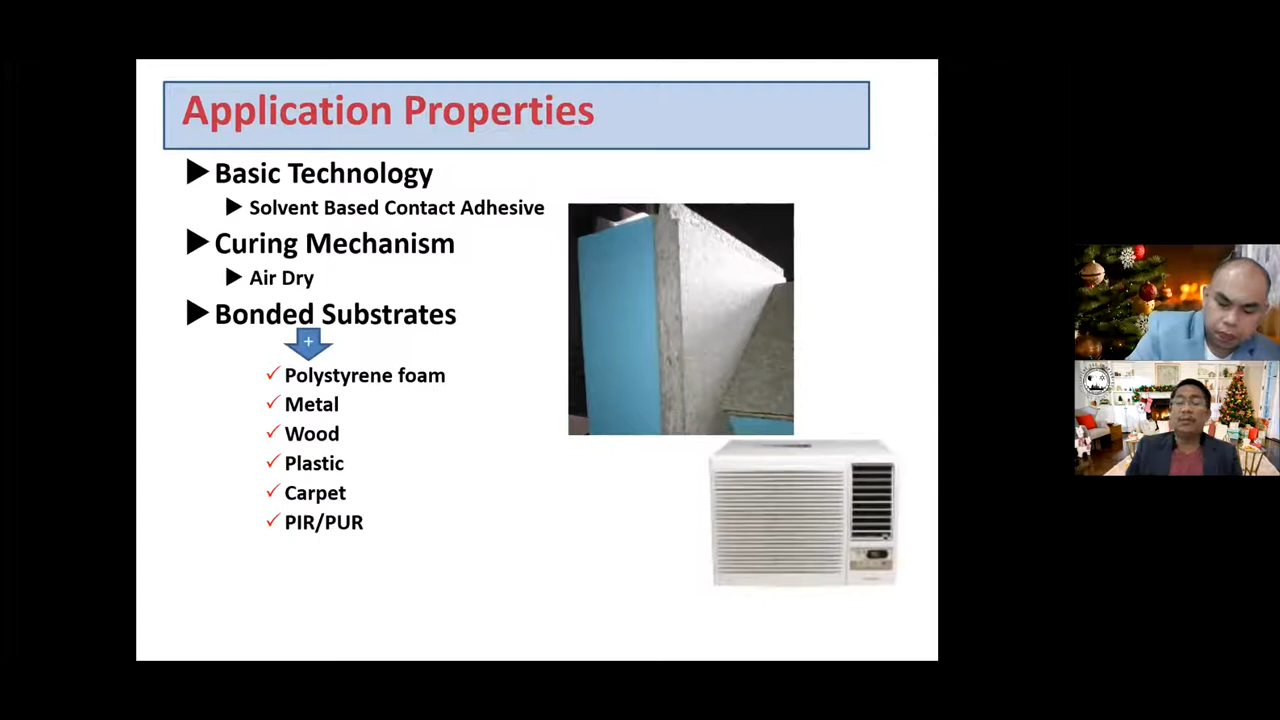 Application Properties
Basic Technology
Solvent Based Contact Adhesive
Curing Mechanism
Air Dry
Bonded Substrates
+
Polystyrene foam
Metal
Wood
Plastic
Carpet
PIR/PUR